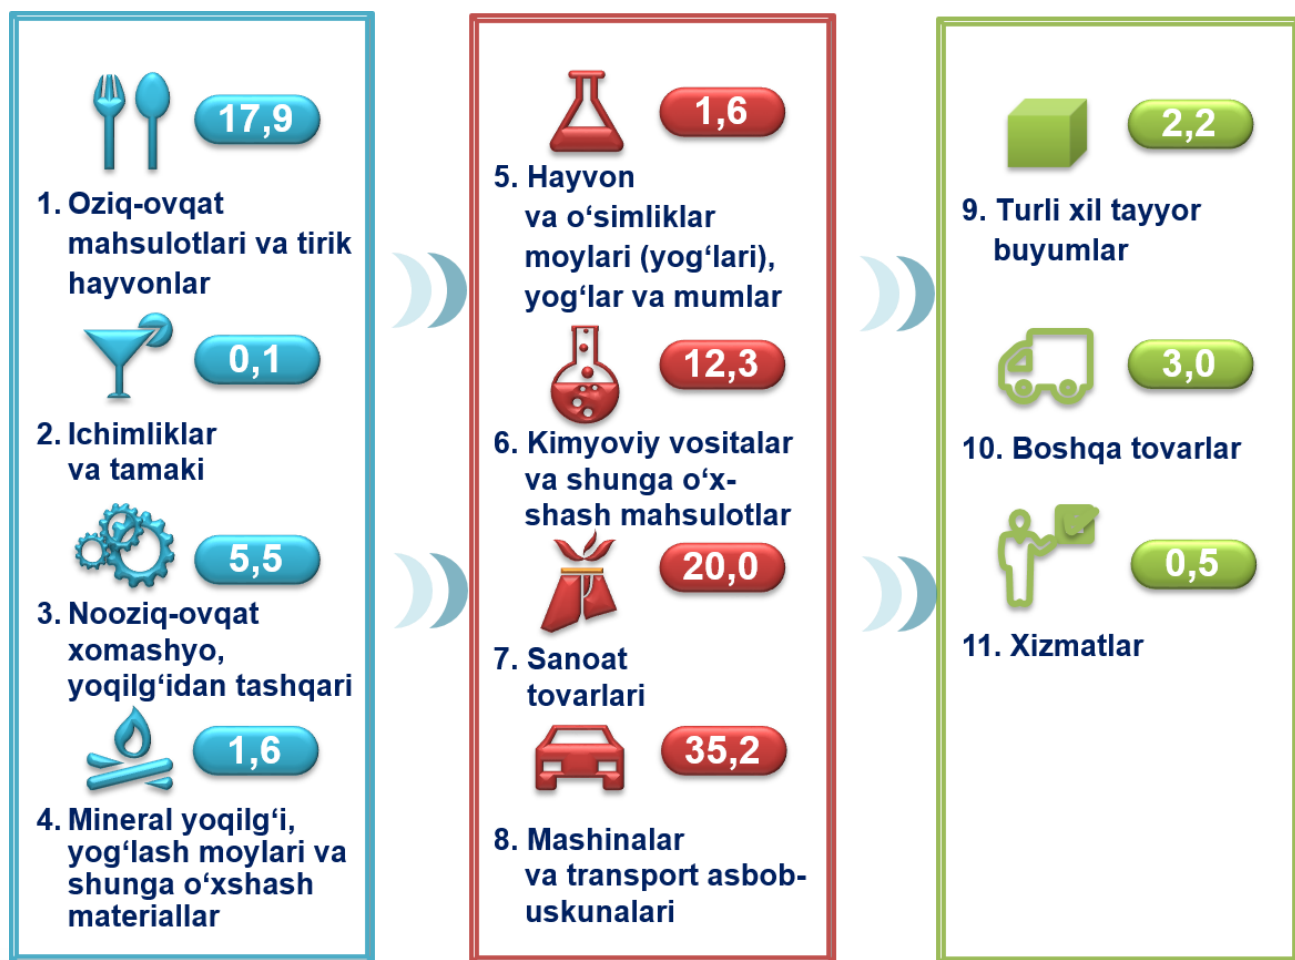 17,9
1. Oziq-ovqat
mahsulotlari va tirik
hayvonlar
0,1
2. Ichimliklar
va tamaki
5,5
3. Nooziq-ovqat
xomashyo,
yoqilg‘idan tashqari
1,6
4. Mineral yoqilg‘i,
yog‘lash moylari va
shunga o‘xshash
materiallar
1,6
5. Hayvon
va o‘simliklar
moylari (yog‘lari),
yog‘lar va mumlar
12,3
6. Kimyoviy vositalar
va shunga o‘x-
shash mahsulotlar
20,0
7. Sanoat
tovarlari
35,2
8. Mashinalar
va transport asbob-
uskunalari
2,2
9. Turli xil tayyor
buyumlar
3,0
10. Boshqa tovarlar
0,5
11. Xizmatlar